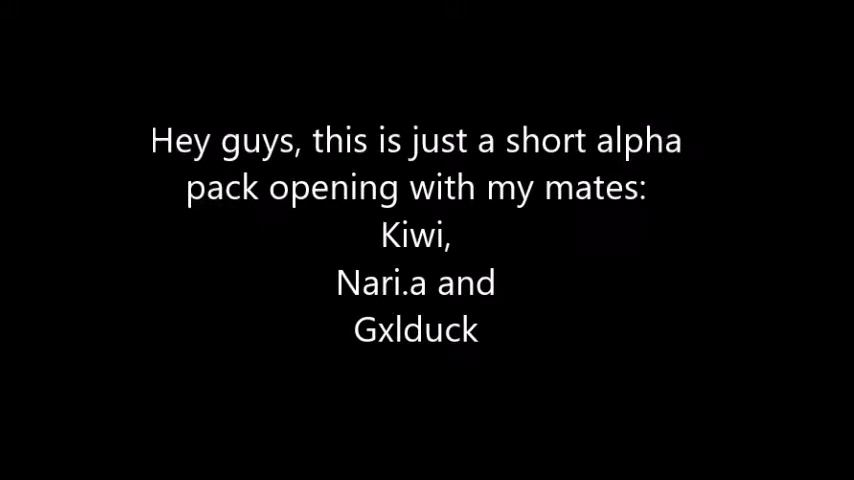 Hey guys, this is just a short alpha
pack opening with my mates:
Kiwi,
Nari.a and
Gxlduck